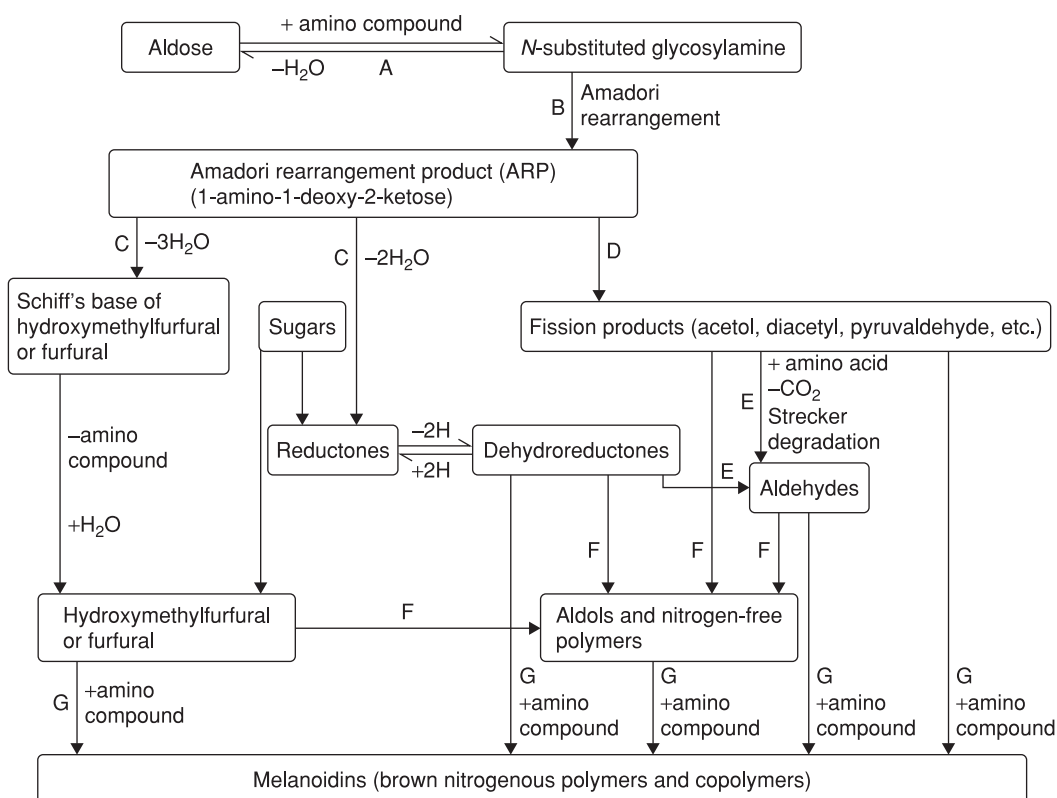 + amino compound
Aldose
N-substituted glycosylamine
–H₂O
A
B
Amadori
rearrangement
Amadori rearrangement product (ARP)
(1-amino-1-deoxy-2-ketose)
C
–3H₂O
C
–2H₂O
D
Schiff's base of
hydroxymethylfurfural
or furfural
Sugars
Fission products (acetol, diacetyl, pyruvaldehyde, etc.)
+ amino acid
–CO₂
E
Strecker
degradation
–amino
compound
+H₂O
Reductones
–2H
+2H
Dehydroreductones
E
Aldehydes
F
F
F
Hydroxymethylfurfural
or furfural
F
Aldols and nitrogen-free
polymers
G
+amino
compound
G
+amino
compound
G
+amino
compound
G
+amino
compound
G
+amino
compound
Melanoidins (brown nitrogenous polymers and copolymers)